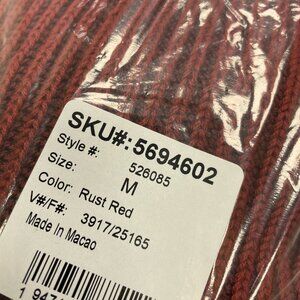 SKU#:5694602
Style #: 526085
Size: M
Color: Rust Red
V#/F#: 3917/25165
Made In Macao